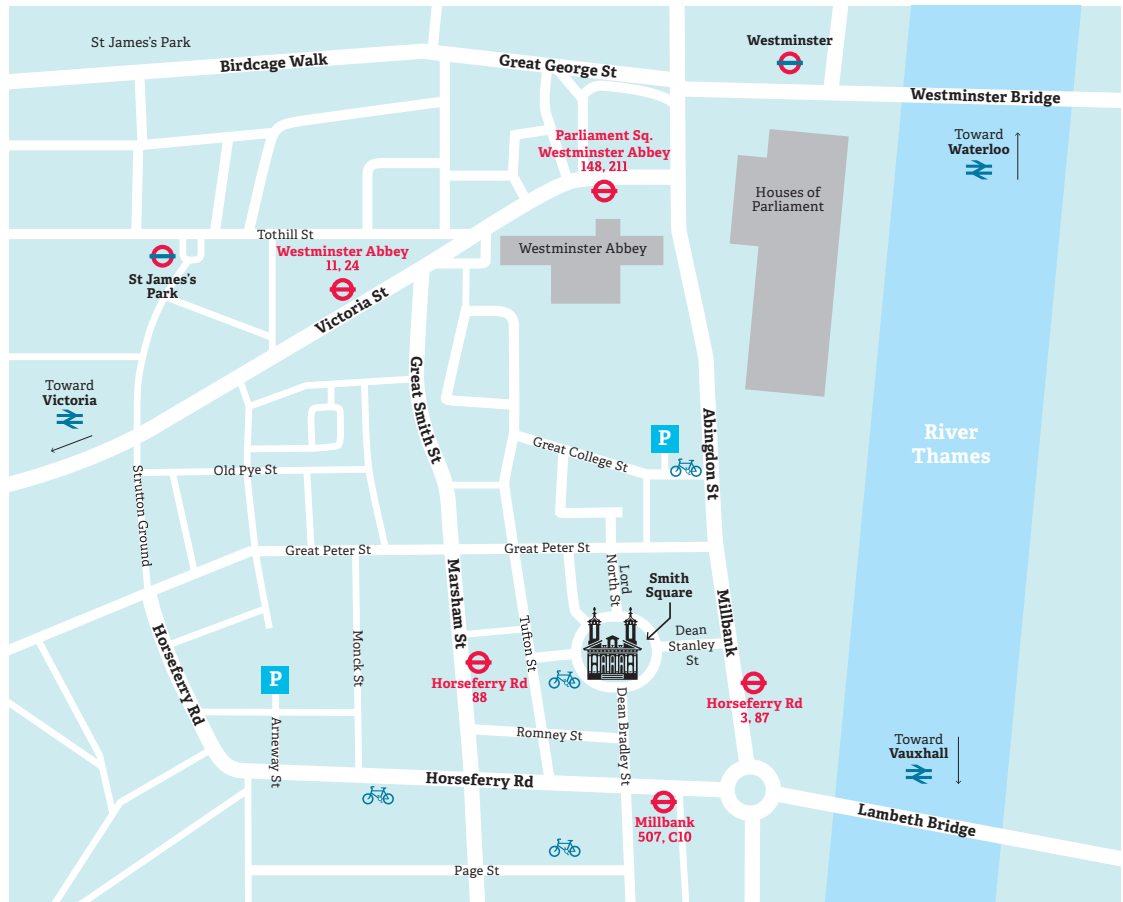 St James's Park
Birdcage Walk
Great George St
Westminster
Westminster Bridge
Toward
Waterloo
Parliament Sq.
Westminster Abbey
148, 211
Houses of
Parliament
Tothill St
Westminster Abbey
11, 24
Westminster Abbey
St James's
Park
Victoria St
Toward
Victoria
Great Smith St
Abingdon St
River
Thames
P
Great College St
Old Pye St
Strutton Ground
Great Peter St
Great Peter St
Lord
North St
Smith
Square
Marsham St
Millbank
Horseferry Rd
Monck St
Tufton St
Dean
Stanley
St
P
Horseferry Rd
88
Horseferry Rd
3, 87
Arneway St
Romney St
Dean Bradley St
Toward
Vauxhall
Horseferry Rd
Millbank
507, C10
Lambeth Bridge
Page St